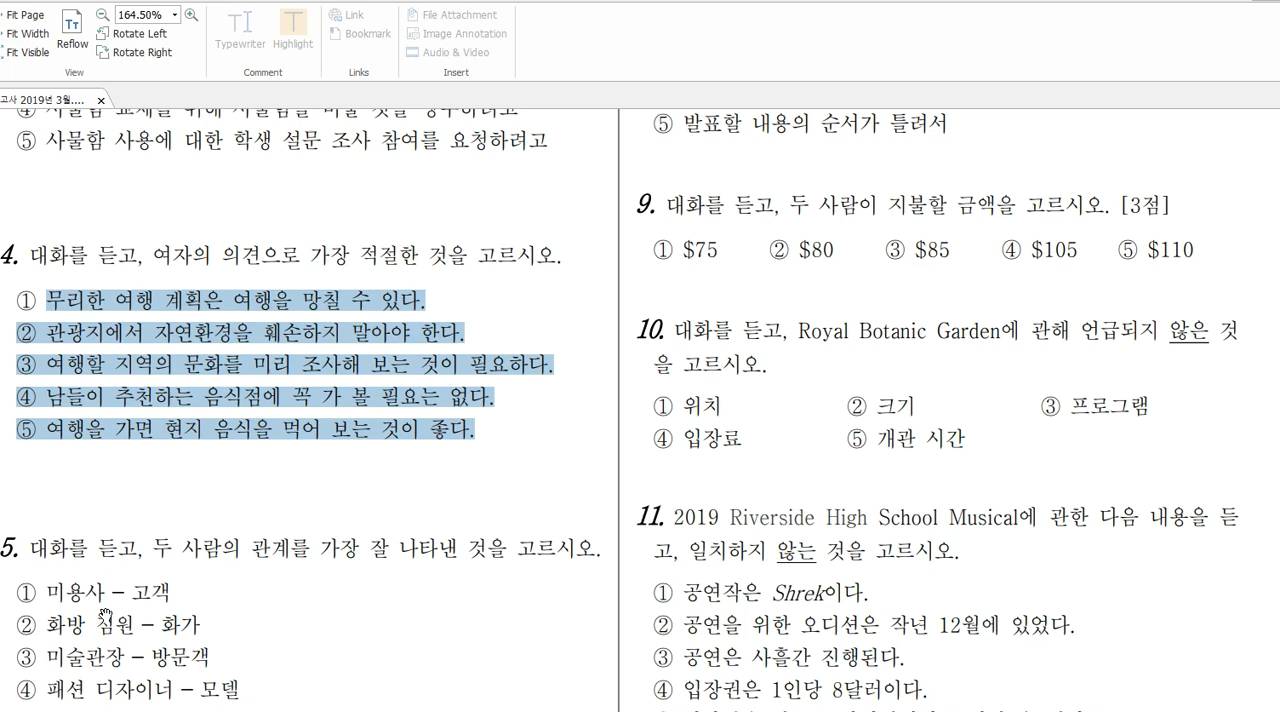 Fit Page
Fit Width
Fit Visible
Reflow
164.50%
Rotate Left
Rotate Right
View
Typewriter
Highlight
Comment
Link
Bookmark
Links
File Attachment
Image Annotation
Audio & Video
Insert
고사 2019년 3월....
⑤ 사물함 사용에 대한 학생 설문 조사 참여를 요청하려고
4. 대화를 듣고, 여자의 의견으로 가장 적절한 것을 고르시오.
① 무리한 여행 계획은 여행을 망칠 수 있다.
② 관광지에서 자연환경을 훼손하지 말아야 한다.
③ 여행할 지역의 문화를 미리 조사해 보는 것이 필요하다.
④ 남들이 추천하는 음식점에 꼭 가 볼 필요는 없다.
⑤ 여행을 가면 현지 음식을 먹어 보는 것이 좋다.
5. 대화를 듣고, 두 사람의 관계를 가장 잘 나타낸 것을 고르시오.
① 미용사 – 고객
② 화방 점원 – 화가
③ 미술관장 – 방문객
④ 패션 디자이너 – 모델
⑤ 발표할 내용의 순서가 틀려서
9. 대화를 듣고, 두 사람이 지불할 금액을 고르시오. [3점]
① $75 ② $80 ③ $85 ④ $105 ⑤ $110
10. 대화를 듣고, Royal Botanic Garden에 관해 언급되지 않은 것
을 고르시오.
① 위치 ② 크기 ③ 프로그램
④ 입장료 ⑤ 개관 시간
11. 2019 Riverside High School Musical에 관한 다음 내용을 듣
고, 일치하지 않는 것을 고르시오.
① 공연작은 Shrek이다.
② 공연을 위한 오디션은 작년 12월에 있었다.
③ 공연은 사흘간 진행된다.
④ 입장권은 1인당 8달러이다.